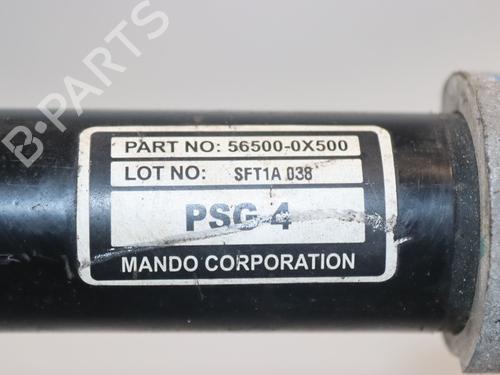 PART NO: 56500-0X500
LOT NO: SFT1A 038
PSG 4
MANDO CORPORATION
B-PARTS